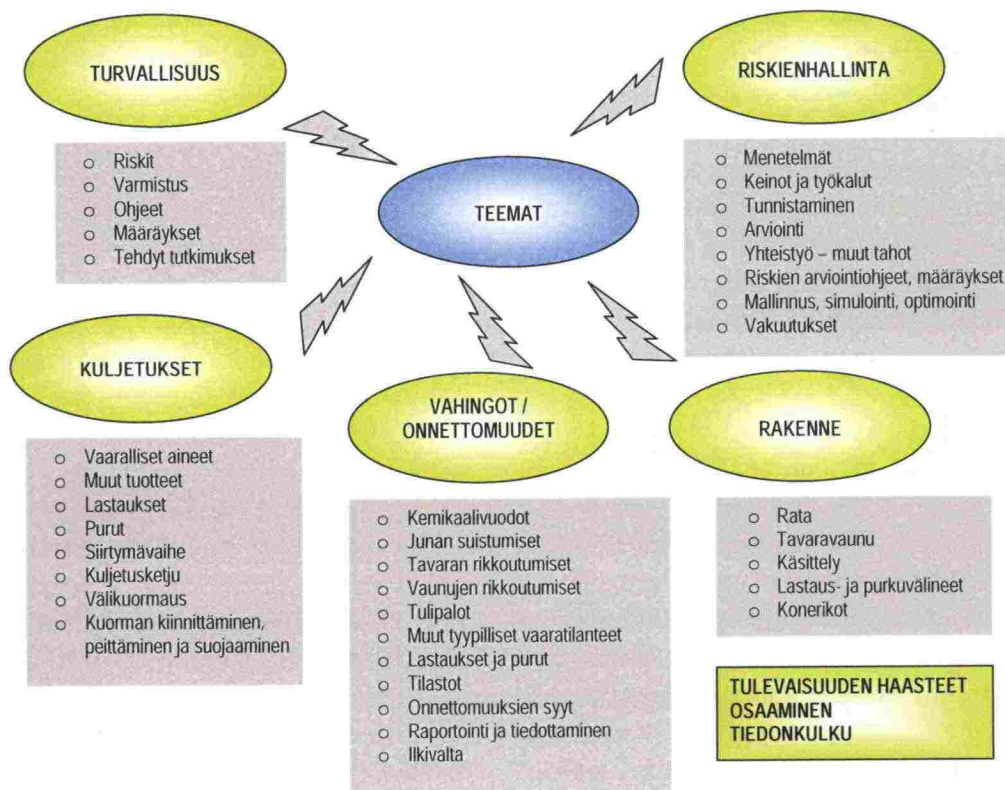 TURVALLISUUS
o Riskit
o Varmistus
o Ohjeet
o Määräykset
o Tehdyt tutkimukset
RISKIENHALLINTA
o Menetelmät
o Keinot ja työkalut
o Tunnistaminen
o Arviointi
o Yhteistyö – muut tahot
o Riskien arviointiohjeet, määräykset
o Mallinnus, simulointi, optimointi
o Vakuutukset
TEEMAT
KULJETUKSET
o Vaaralliset aineet
o Muut tuotteet
o Lastaukset
o Purut
o Siirtymävaihe
o Kuljetusketju
o Välikuormaus
o Kuorman kiinnittäminen,
peittäminen ja suojaaminen
VAHINGOT /
ONNETTOMUUDET
o Kemikaalivuodot
o Junan suistumiset
o Tavaran rikkoutumiset
o Vaunujen rikkoutumiset
o Tulipalot
o Muut tyypilliset vaaratilanteet
o Lastaukset ja purut
o Tilastot
o Onnettomuuksien syyt
o Raportointi ja tiedottaminen
o Ilkivalta
RAKENNE
o Rata
o Tavaravaunu
o Käsittely
o Lastaus- ja purkuvälineet
o Konerikot
TULEVAISUUDEN HAASTEET
OSAAMINEN
TIEDONKULKU